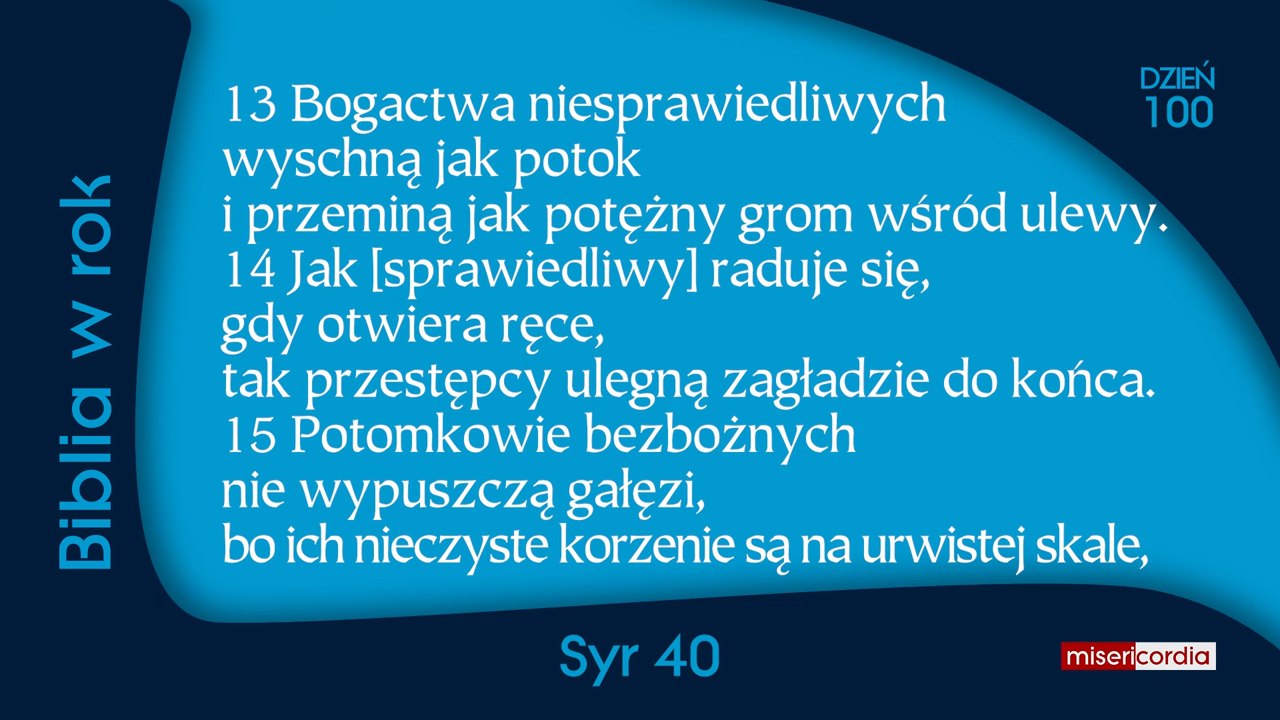 DZIEŃ
100
13 Bogactwa niesprawiedliwych
wyschną jak potok
i przeminą jak potężny grom wśród ulewy.
14 Jak [sprawiedliwy] raduje się,
gdy otwiera ręce,
tak przestępcy ulegną zagładzie do końca.
15 Potomkowie bezbożnych
nie wypuszczą gałęzi,
bo ich nieczyste korzenie są na urwistej skale,
Biblia w rok
Syr 40
misericordia